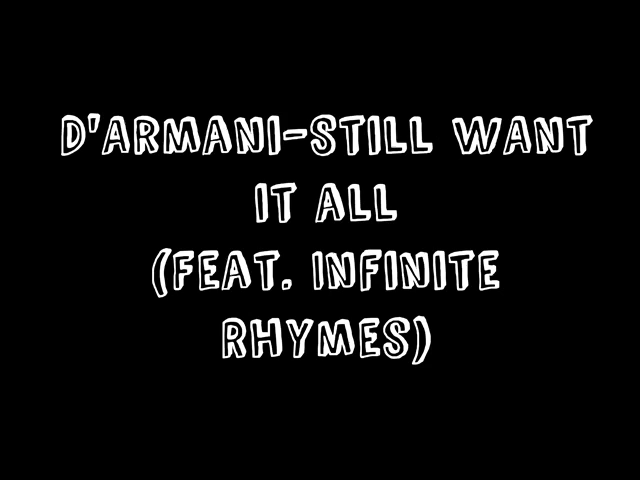 D'ARMANI-STILL WANT
IT ALL
(FEAT. INFINITE
RHYMES)